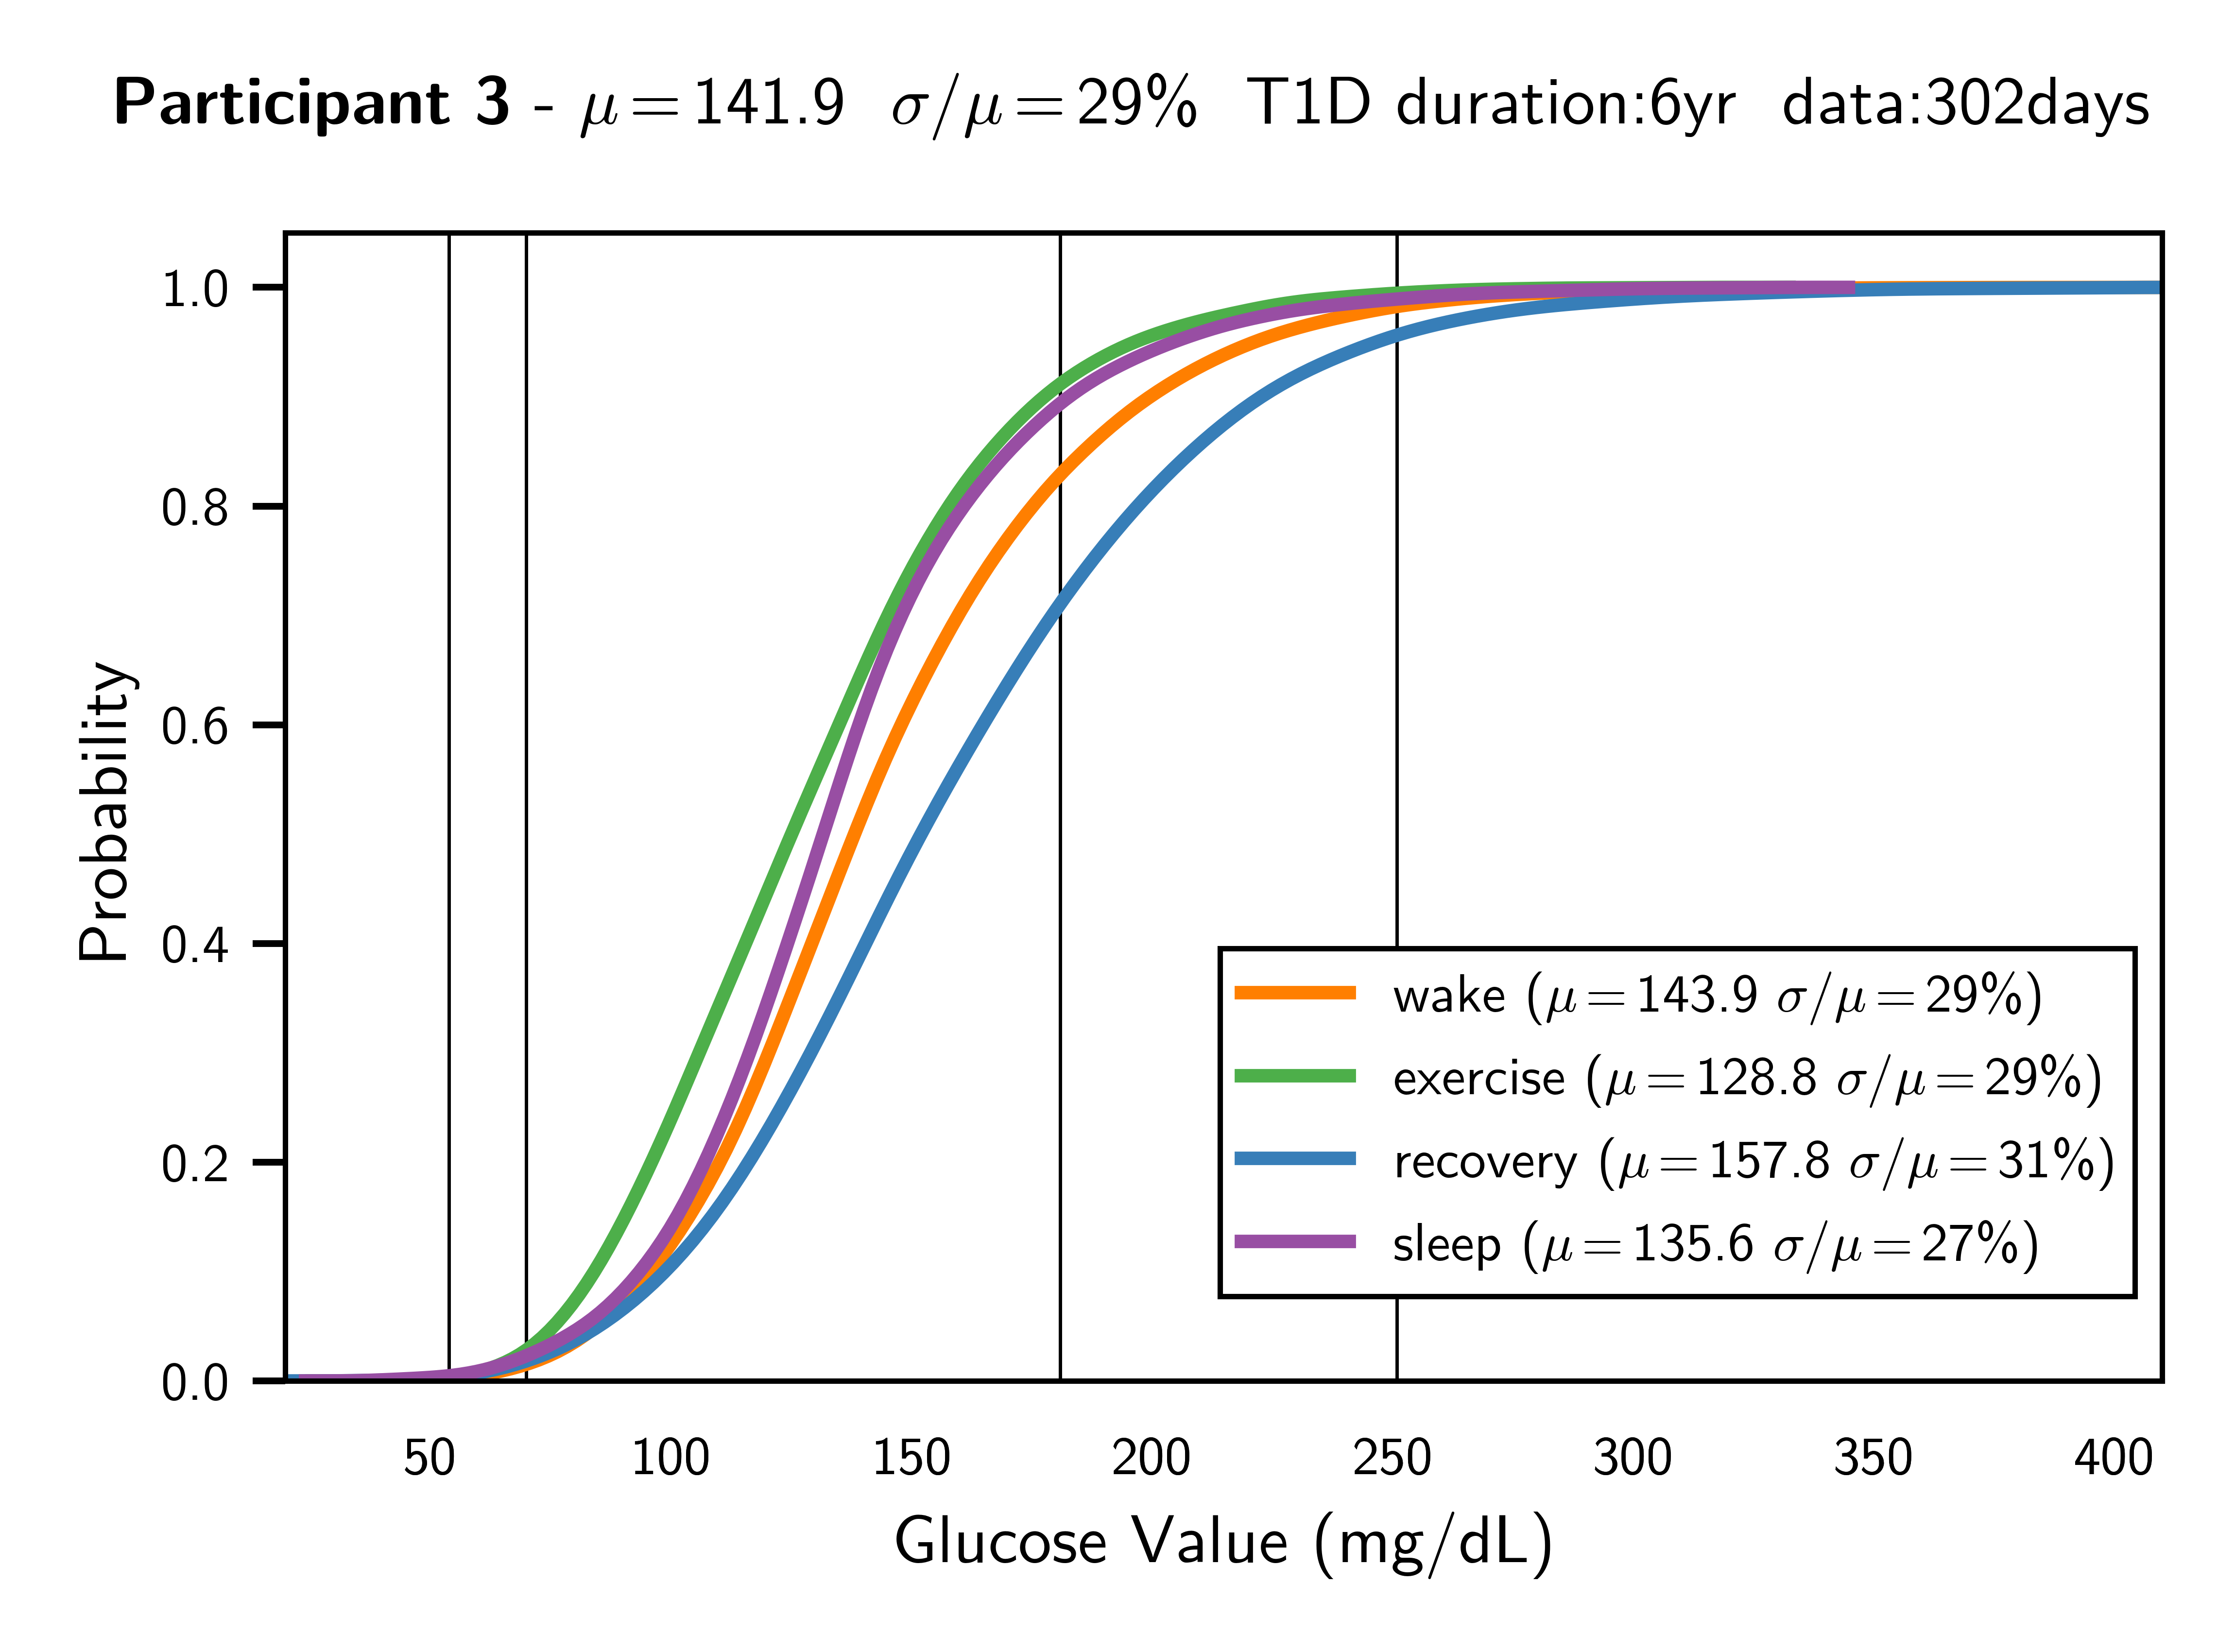 Participant 3 - μ = 141.9 σ/μ = 29% T1D duration:6yr data:302days
1.0
0.8
0.6
0.4
0.2
0.0
Probability
wake (μ = 143.9 σ/μ = 29%)
exercise (μ = 128.8 σ/μ = 29%)
recovery (μ = 157.8 σ/μ = 31%)
sleep (μ = 135.6 σ/μ = 27%)
50 100 150 200 250 300 350 400
Glucose Value (mg/dL)